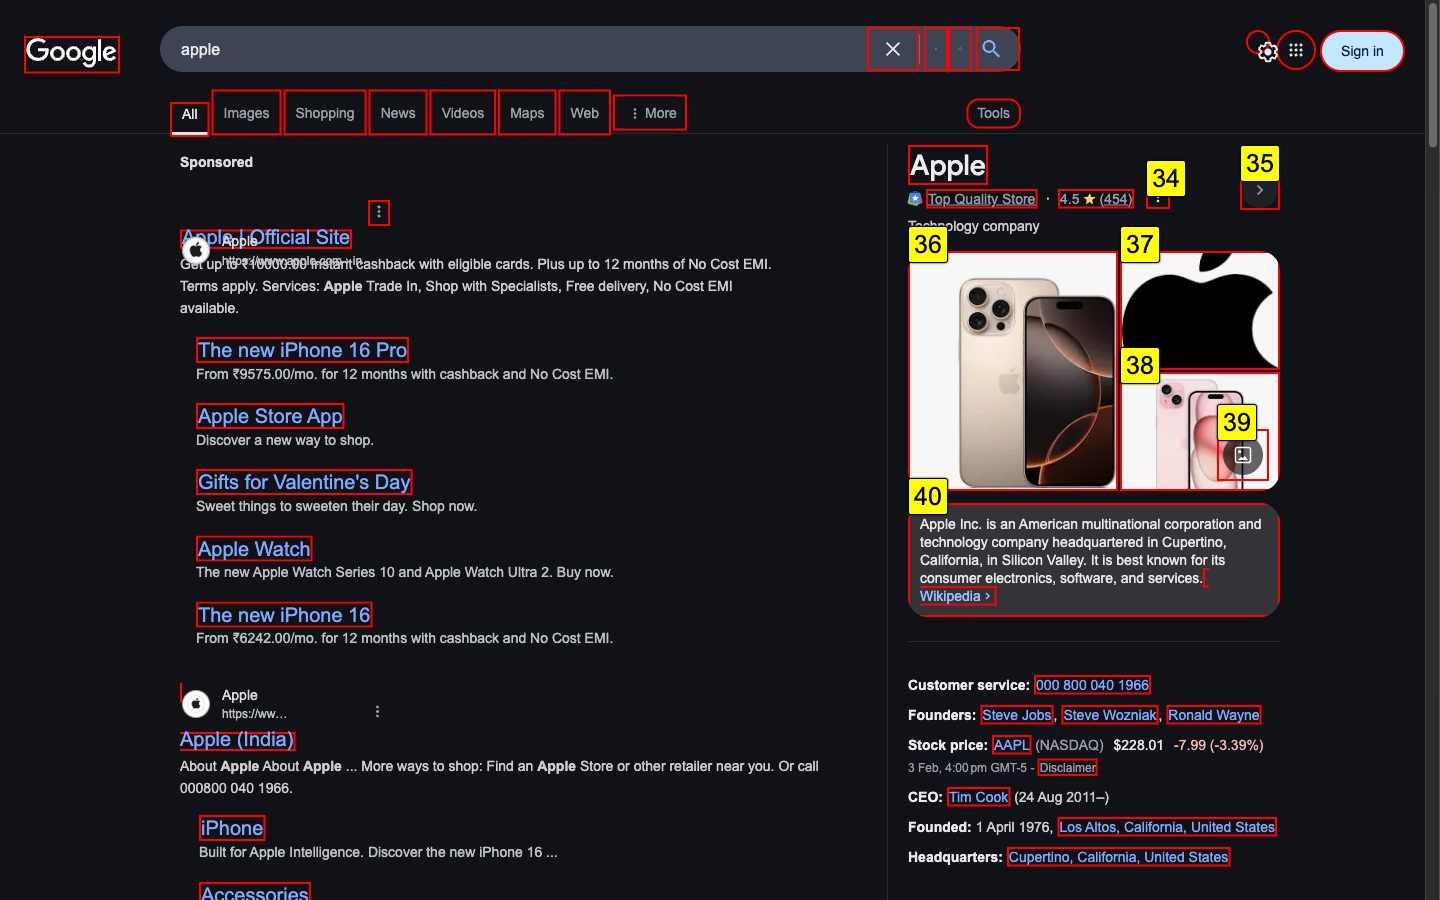 Google
apple
Sign in
All
Images
Shopping
News
Videos
Maps
Web
More
Tools
Sponsored
Apple | Official Site
Apple
https://www.apple.com › in
Get up to ₹10000.00 instant cashback with eligible cards. Plus up to 12 months of No Cost EMI.
Terms apply. Services: Apple Trade In, Shop with Specialists, Free delivery, No Cost EMI
available.
The new iPhone 16 Pro
From ₹9575.00/mo. for 12 months with cashback and No Cost EMI.
Apple Store App
Discover a new way to shop.
Gifts for Valentine's Day
Sweet things to sweeten their day. Shop now.
Apple Watch
The new Apple Watch Series 10 and Apple Watch Ultra 2. Buy now.
The new iPhone 16
From ₹6242.00/mo. for 12 months with cashback and No Cost EMI.
Apple
https://ww...
Apple (India)
About Apple About Apple ... More ways to shop: Find an Apple Store or other retailer near you. Or call
000800 040 1966.
iPhone
Built for Apple Intelligence. Discover the new iPhone 16 ...
Accessories
Apple
34
35
Top Quality Store · 4.5 (454)
Technology company
36
37
38
39
40
Apple Inc. is an American multinational corporation and
technology company headquartered in Cupertino,
California, in Silicon Valley. It is best known for its
consumer electronics, software, and services.
Wikipedia ›
Customer service: 000 800 040 1966
Founders: Steve Jobs, Steve Wozniak, Ronald Wayne
Stock price: AAPL (NASDAQ) $228.01 -7.99 (-3.39%)
3 Feb, 4:00 pm GMT-5 - Disclaimer
CEO: Tim Cook (24 Aug 2011–)
Founded: 1 April 1976, Los Altos, California, United States
Headquarters: Cupertino, California, United States